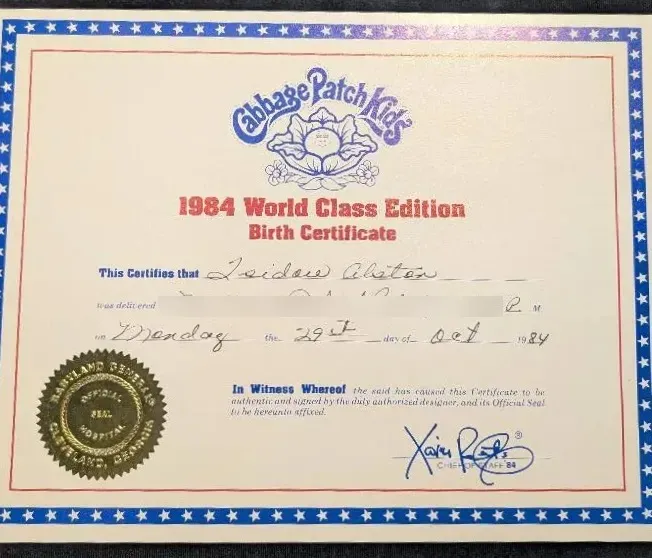 Cabbage Patch Kids
1984 World Class Edition
Birth Certificate
This Certifies that Isidore Alston
was delivered P. M
on Monday the 29 day of Oct 1984
In Witness Whereof the said has caused this Certificate to be
authentic and signed by the duly authorized designer, and its Official Seal
to be hereunto affixed.
Xavier Roberts ®
CHIEF OF STAFF 84
BABYLAND GENERAL
OFFICIAL
SEAL
HOSPITAL
CLEVELAND, GEORGIA